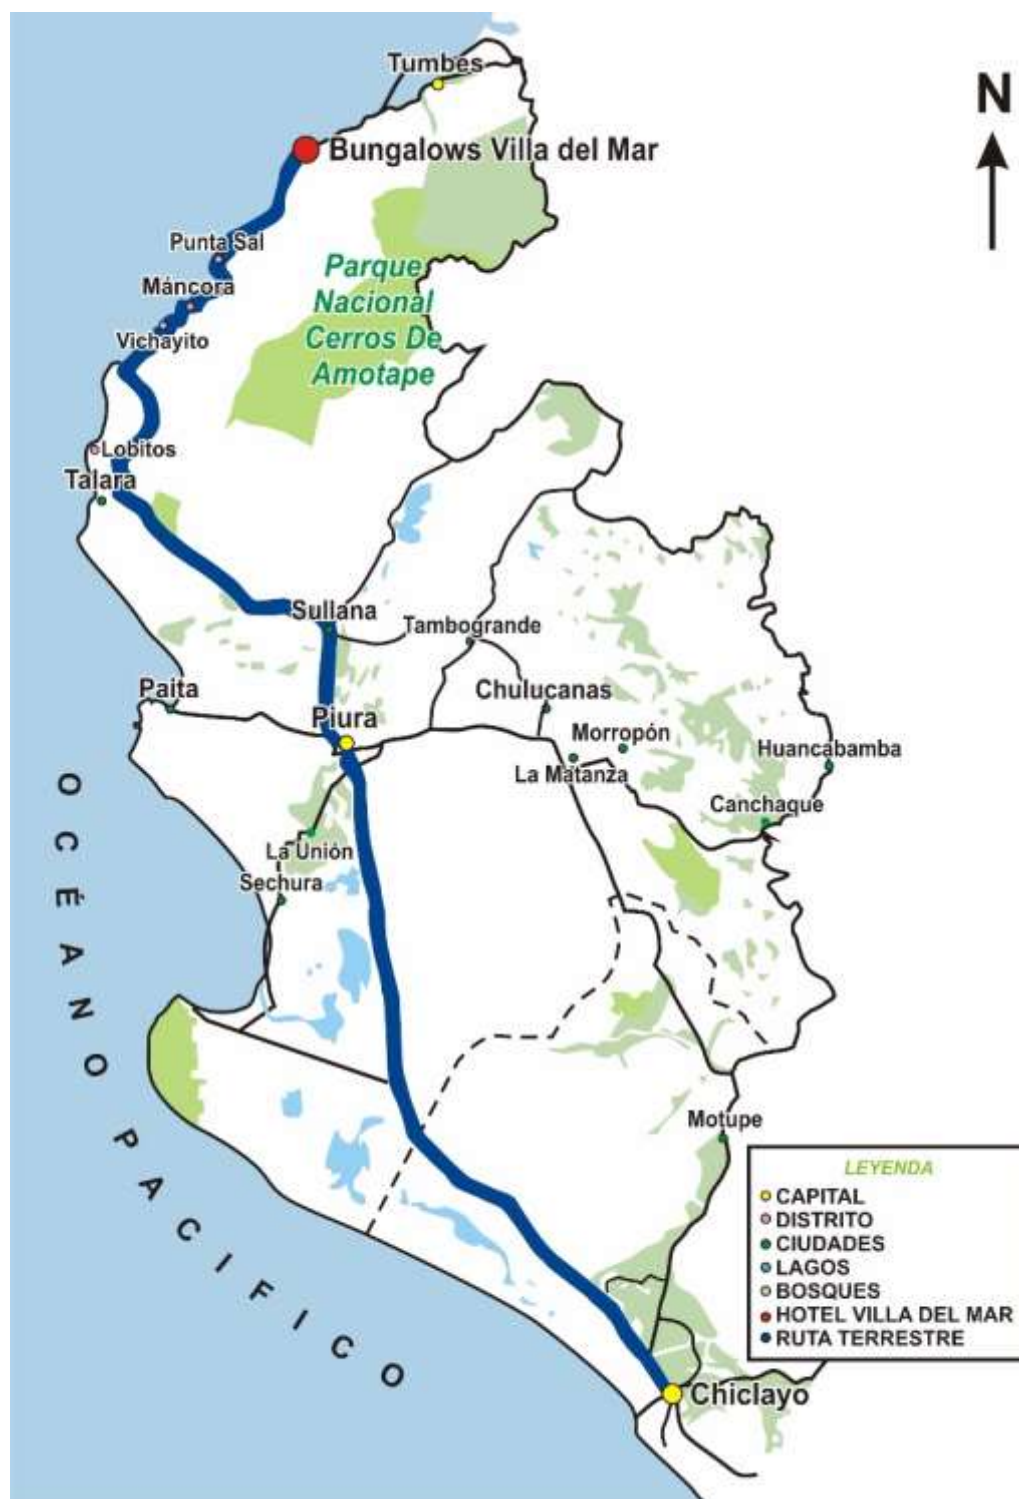 Tumbes
N
Bungalows Villa del Mar
Punta Sal
Máncora
Vichayito
Parque
Nacional
Cerros De
Amotape
Lobitos
Talara
Sullana
Tambogrande
Paita
Chulucanas
Piura
Morropón
Huancabamba
La Matanza
Canchaque
La Unión
Sechura
OCÉANO PACIFICO
Motupe
LEYENDA
CAPITAL
DISTRITO
CIUDADES
LAGOS
BOSQUES
HOTEL VILLA DEL MAR
RUTA TERRESTRE
Chiclayo